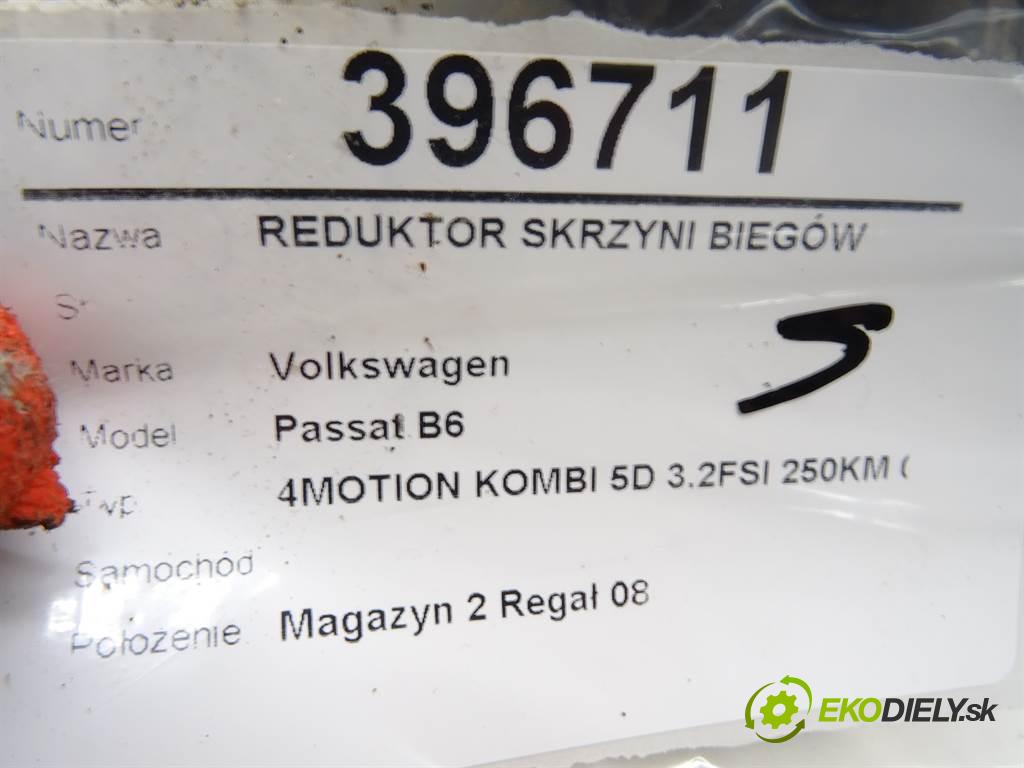 Numer 396711
Nazwa REDUKTOR SKRZYNI BIEGÓW
Marka Volkswagen
Model Passat B6
Typ 4MOTION KOMBI 5D 3.2FSI 250KM (
Samochód
Położenie Magazyn 2 Regał 08
EKODIELY.sk